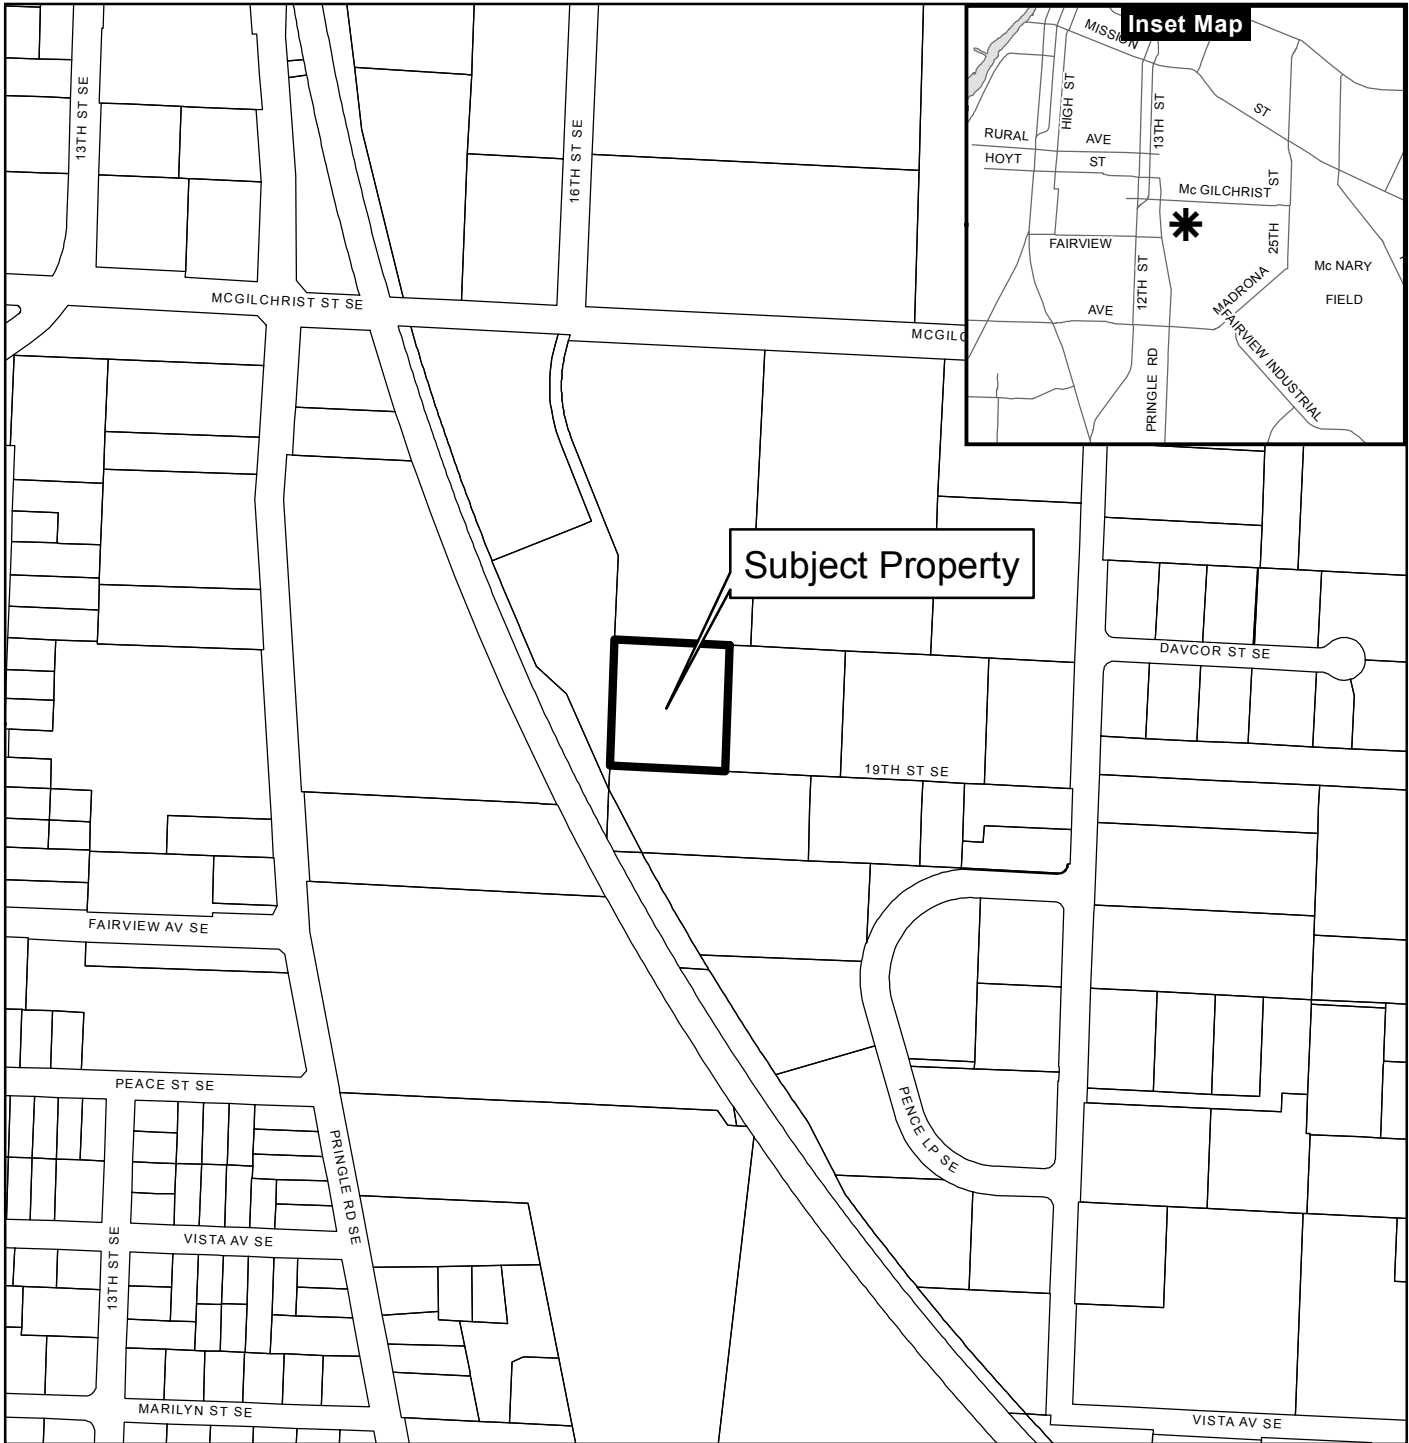 Inset Map
MISSION
ST
HIGH ST
13TH ST
RURAL AVE
HOYT ST
Mc GILCHRIST
ST
25TH
FAIRVIEW
Mc NARY
FIELD
12TH ST
MADRONA
AVE
FAIRVIEW INDUSTRIAL
PRINGLE RD
13TH ST SE
16TH ST SE
MCGILCHRIST ST SE
MCGILC
Subject Property
DAVCOR ST SE
19TH ST SE
FAIRVIEW AV SE
PEACE ST SE
PENCE LP SE
PRINGLE RD SE
VISTA AV SE
13TH ST SE
MARILYN ST SE
VISTA AV SE